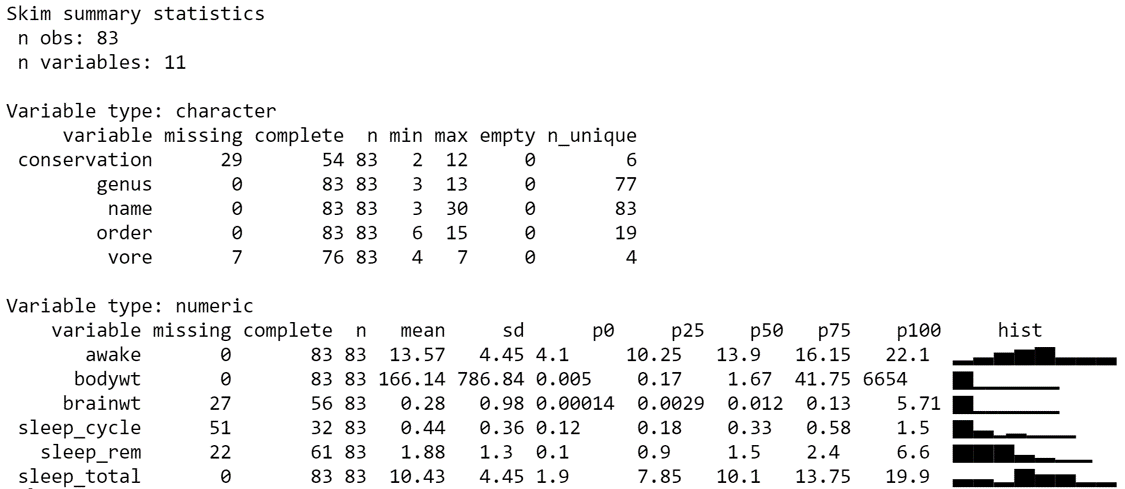 Skim summary statistics
n obs: 83
n variables: 11
Variable type: character
variable missing complete n min max empty n_unique
conservation 29 54 83 2 12 0 6
genus 0 83 83 3 13 0 77
name 0 83 83 3 30 0 83
order 0 83 83 6 15 0 19
vore 7 76 83 4 7 0 4
Variable type: numeric
variable missing complete n mean sd p0 p25 p50 p75 p100 hist
awake 0 83 83 13.57 4.45 4.1 10.25 13.9 16.15 22.1
bodywt 0 83 83 166.14 786.84 0.005 0.17 1.67 41.75 6654
brainwt 27 56 83 0.28 0.98 0.00014 0.0029 0.012 0.13 5.71
sleep_cycle 51 32 83 0.44 0.36 0.12 0.18 0.33 0.58 1.5
sleep_rem 22 61 83 1.88 1.3 0.1 0.9 1.5 2.4 6.6
sleep_total 0 83 83 10.43 4.45 1.9 7.85 10.1 13.75 19.9